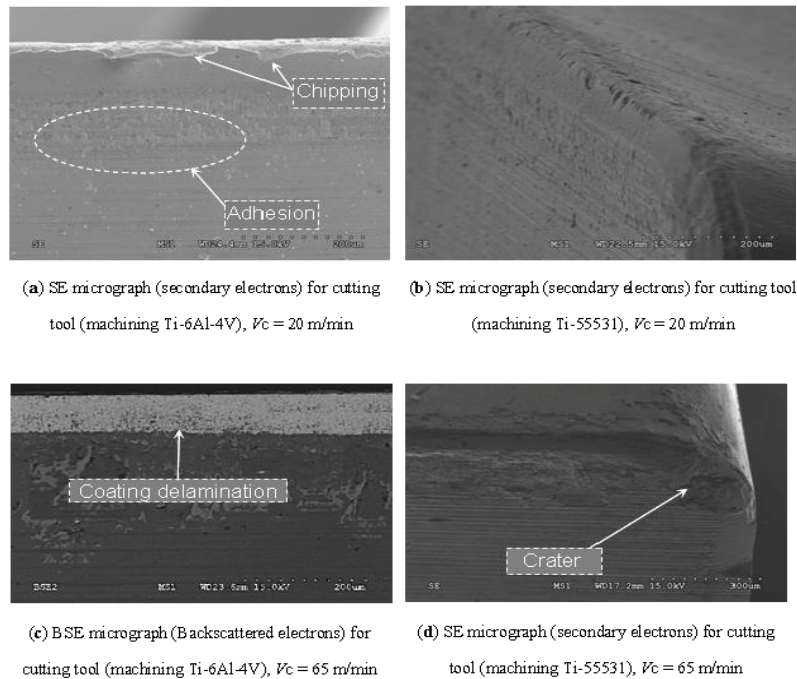 Chipping
Adhesion
SE MS1 WD24.4mm 15.0kV 200um
SE MS1 WD22.5mm 15.0kV 200um
(a) SE micrograph (secondary electrons) for cutting
tool (machining Ti-6Al-4V), Vc = 20 m/min
(b) SE micrograph (secondary electrons) for cutting tool
(machining Ti-55531), Vc = 20 m/min
Coating delamination
BSE2 MS1 WD23.6mm 15.0kV 200um
Crater
SE MS1 WD17.2mm 15.0kV 300um
(c) BSE micrograph (Backscattered electrons) for
cutting tool (machining Ti-6Al-4V), Vc = 65 m/min
(d) SE micrograph (secondary electrons) for cutting
tool (machining Ti-55531), Vc = 65 m/min